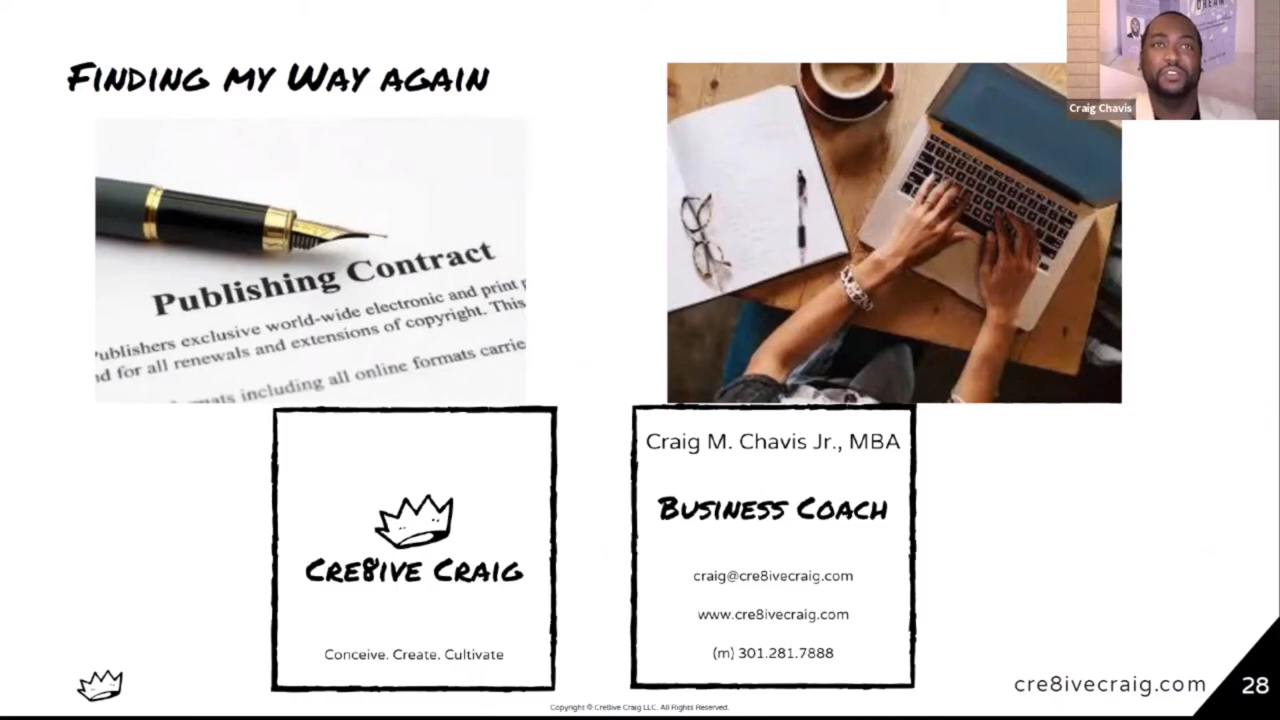 DREAM
Craig Chavis
Finding my Way again
Publishing Contract
ublishers exclusive world-wide electronic and print
nd for all renewals and extensions of copyright. This
mats including all online formats carrie
Cre8ive Craig
Conceive. Create. Cultivate
Craig M. Chavis Jr., MBA
Business Coach
craig@cre8ivecraig.com
www.cre8ivecraig.com
(m) 301.281.7888
cre8ivecraig.com
28
Copyright © Cre8ive Craig LLC. All Rights Reserved.